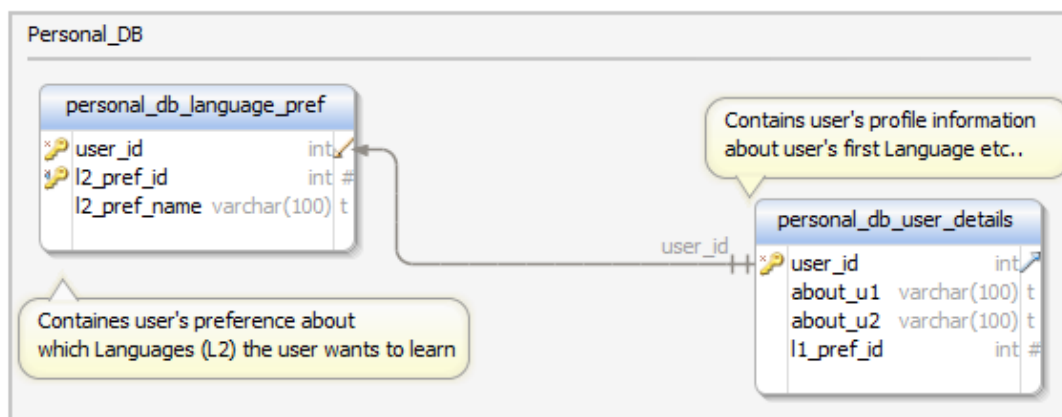 Personal_DB
personal_db_language_pref
user_id int
l2_pref_id int #
l2_pref_name varchar(100) t
Containes user's preference about
which Languages (L2) the user wants to learn
Contains user's profile information
about user's first Language etc..
user_id
personal_db_user_details
user_id int
about_u1 varchar(100) t
about_u2 varchar(100) t
l1_pref_id int #